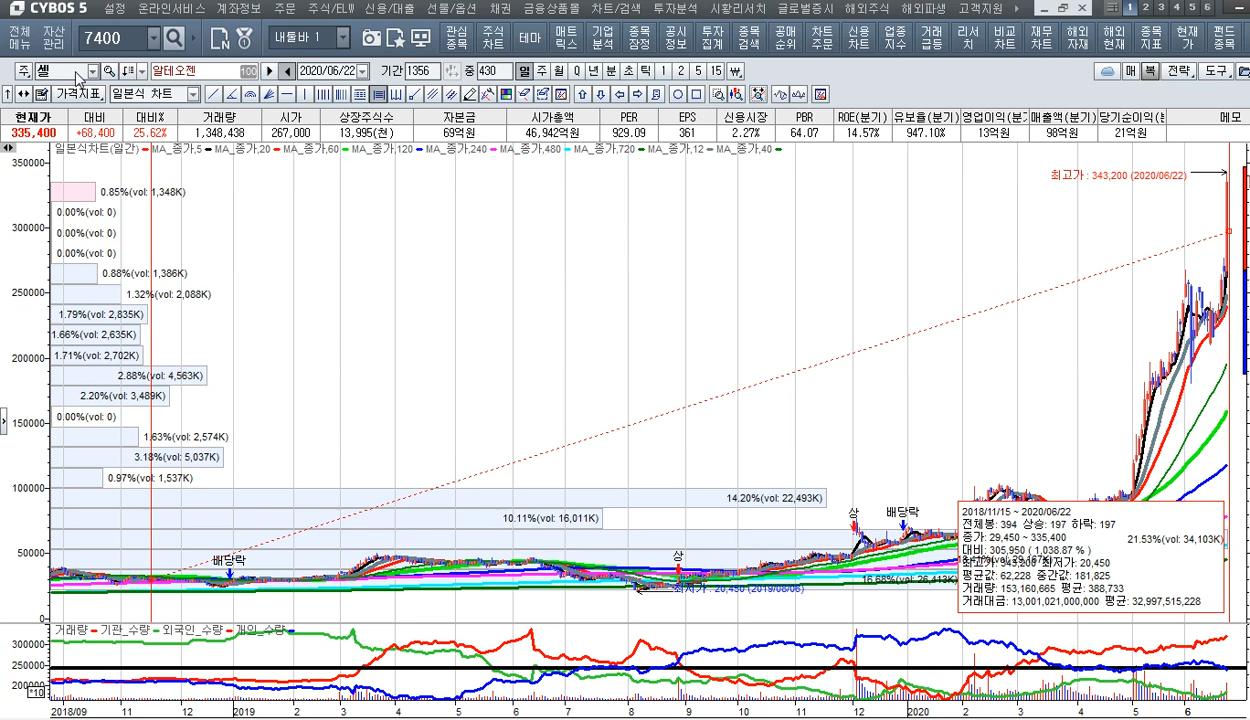 CYBOS 5 설정 온라인서비스 계좌정보 주문 주식/ELW 신용/대출 선물/옵션 채권 금융상품몰 차트/검색 투자분석 시황리서치 글로벌증시 해외주식 해외파생 고객지원 1 2 3 4 5 6
전체메뉴 자산관리 7400 내툴바 1 관심종목 주식차트 테마 매트릭스 기업분석 종목잠정 공시정보 투자집계 종목검색 공매순위 차트주문 신용차트 업종지수 거래급등 리서치 비교차트 재무차트 해외자재 해외현재 종목지표 현재가 펀드종목
주 셀 알테오젠 100 2020/06/22 기간 1356 중 430 일 주 월 Q 년 분 초 틱 1 2 5 15 ₩ 매 복 전략 도구
가격지표 일본식 차트
현재가 대비 대비% 거래량 시가 상장주식수 자본금 시가총액 PER EPS 신용시장 PBR ROE(분기) 유보율(분기) 영업이익(분기 매출액(분기) 당기순이익(분 메모
335,400 +68,400 25.62% 1,348,438 267,000 13,995(천) 69억원 46,942억원 929.09 361 2.27% 64.07 14.57% 947.10% 13억원 98억원 21억원
일본식차트(일간) MA_종가,5 MA_종가,20 MA_종가,60 MA_종가,120 MA_종가,240 MA_종가,480 MA_종가,720 MA_종가,12 MA_종가,40
350000
최고가 : 343,200 (2020/06/22)
0.85%(vol: 1,348K)
0.00%(vol: 0)
300000
0.00%(vol: 0)
0.00%(vol: 0)
0.88%(vol: 1,386K)
250000
1.32%(vol: 2,088K)
1.79%(vol: 2,835K)
1.66%(vol: 2,635K)
200000
1.71%(vol: 2,702K)
2.88%(vol: 4,563K)
2.20%(vol: 3,489K)
0.00%(vol: 0)
150000
1.63%(vol: 2,574K)
3.18%(vol: 5,037K)
0.97%(vol: 1,537K)
100000
14.20%(vol: 22,493K)
10.11%(vol: 16,011K)
상 배당락
2018/11/15 ~ 2020/06/22
전체봉: 394 상승: 197 하락: 197
종가: 29,450 ~ 335,400
21.53%(vol: 34,103K)
대비: 305,950 ( 1,038.87 % )
최고가: 343,200 최저가: 20,450
평균값: 62,228 중간값: 181,825
거래량: 153,160,665 평균: 388,733
거래대금: 13,001,021,000,000 평균: 32,997,515,228
50000
배당락 상
16.68%(vol: 26,413K)
최저가 : 20,450 (2019/08/06)
0
거래량 기관_수량 외국인_수량 개인_수량
300000
250000
200000
*10
2018/09 11 12 2019 2 3 4 5 6 7 8 9 10 11 12 2020 2 3 4 5 6